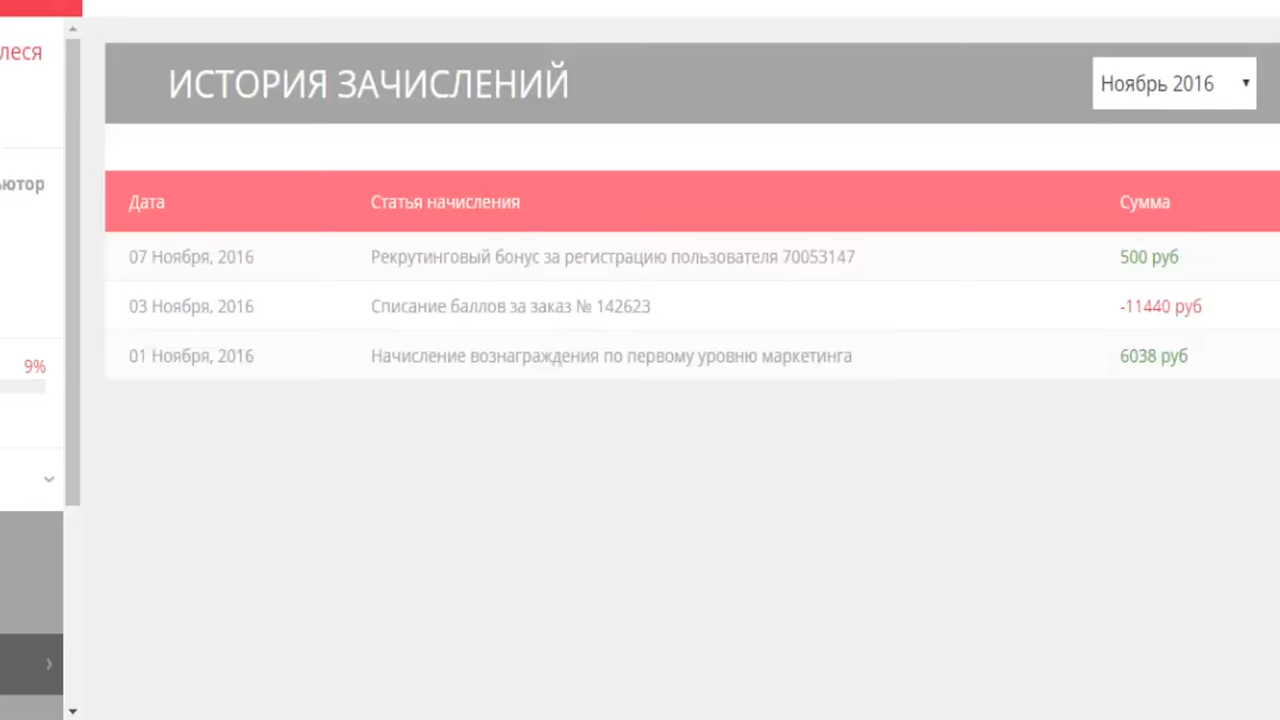 леся
ИСТОРИЯ ЗАЧИСЛЕНИЙ
Ноябрь 2016
ьютор
Дата Статья начисления Сумма
07 Ноября, 2016 Рекрутинговый бонус за регистрацию пользователя 70053147 500 руб
03 Ноября, 2016 Списание баллов за заказ № 142623 -11440 руб
01 Ноября, 2016 Начисление вознаграждения по первому уровню маркетинга 6038 руб
9%